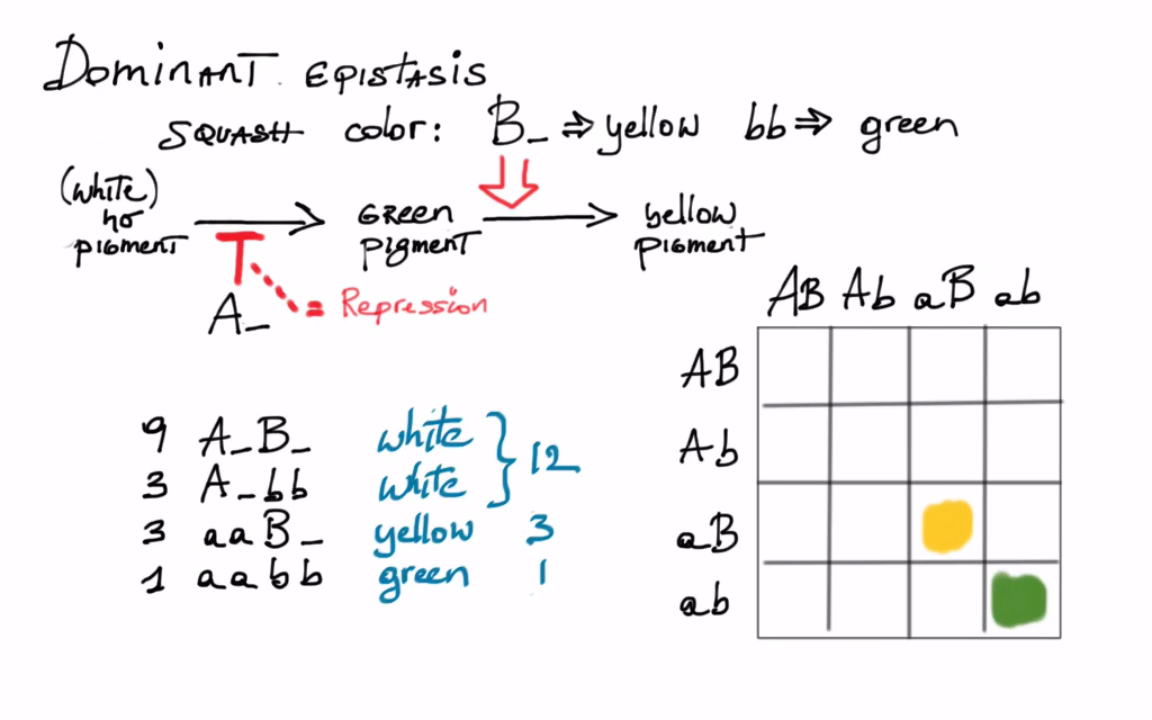 DOMINANT EPISTASIS
SQUASH color: B_ ⇒ yellow bb ⇒ green
(white)
no
pigment
GREEN
pigment
yellow
pigment
A_
= Repression
9 A_B_ white
3 A_bb white
} 12
3 aaB_ yellow 3
1 aabb green 1
AB Ab aB ab
AB
Ab
aB
ab